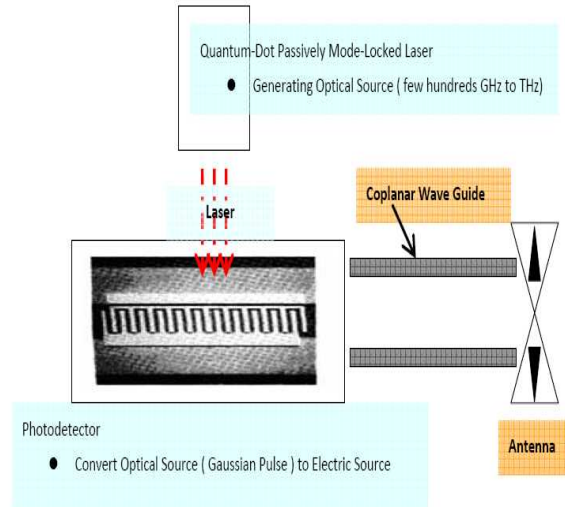 Quantum-Dot Passively Mode-Locked Laser
● Generating Optical Source ( few hundreds GHz to THz)
Laser
Coplanar Wave Guide
Photodetector
● Convert Optical Source ( Gaussian Pulse ) to Electric Source
Antenna